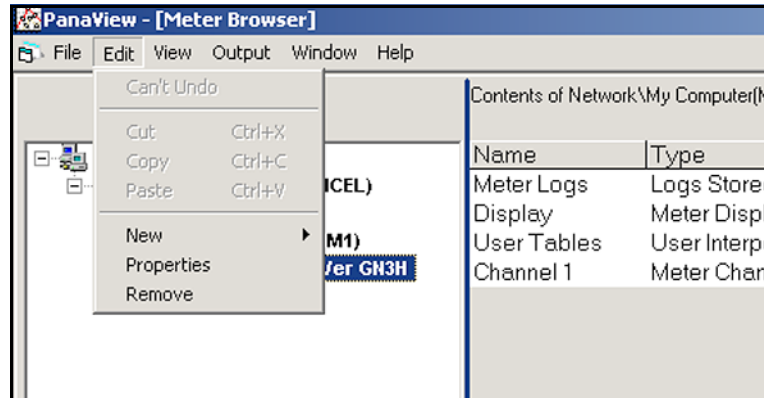 PanaView - [Meter Browser]
File Edit View Output Window Help
Can't Undo
Cut Ctrl+X
Copy Ctrl+C
Paste Ctrl+V
New
Properties
Remove
ICEL)
M1)
Ver GN3H
Contents of Network\My Computer(
Name Type
Meter Logs Logs Store
Display Meter Disp
User Tables User Interp
Channel 1 Meter Chan